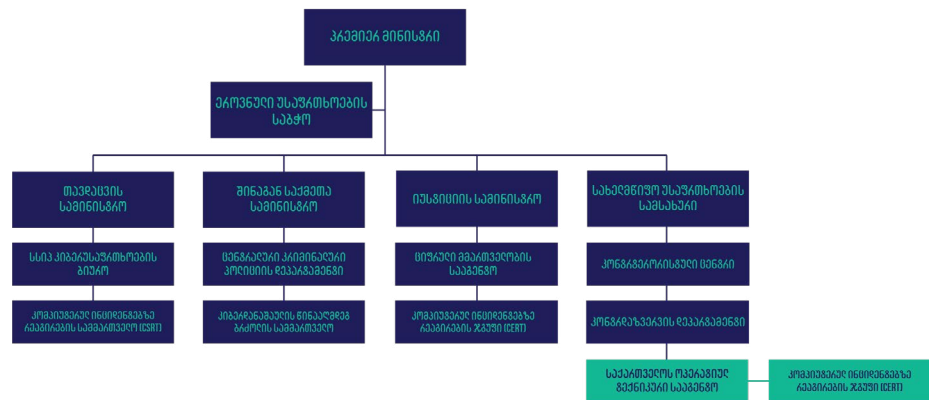 პრემიერ მინისტრი
ეროვნული უსაფრთხოების
საბჭო
თავდაცვის
სამინისტრო
სსიპ კიბერუსაფრთხოების
ბიურო
კომპიუტერულ ინციდენტებზე
რეაგირების სამმართველო (CSIRT)
შინაგან საქმეთა
სამინისტრო
ცენტრალური კრიმინალური
პოლიციის დეპარტამენტი
კიბერდანაშაულის წინააღმდეგ
ბრძოლის სამმართველო
იუსტიციის სამინისტრო
ციფრული მმართველობის
სააგენტო
კომპიუტერულ ინციდენტებზე
რეაგირების ჯგუფი (CERT)
სახელმწიფო უსაფრთხოების
სამსახური
კონტრტერორისტული ცენტრი
კონტრდაზვერვის დეპარტამენტი
საქართველოს ოპერატიულ
ტექნიკური სააგენტო
კომპიუტერულ ინციდენტებზე
რეაგირების ჯგუფი (CERT)